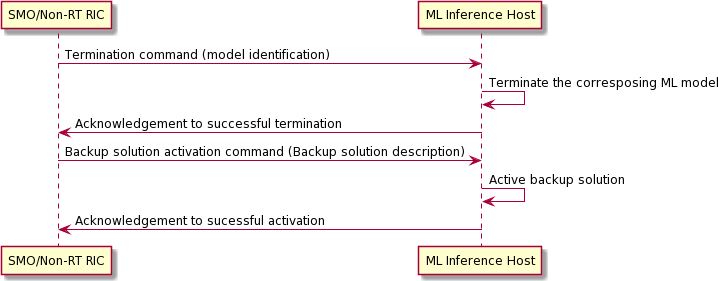 SMO/Non-RT RIC
ML Inference Host
Termination command (model identification)
Terminate the corresposing ML model
Acknowledgement to successful termination
Backup solution activation command (Backup solution description)
Active backup solution
Acknowledgement to sucessful activation
SMO/Non-RT RIC
ML Inference Host